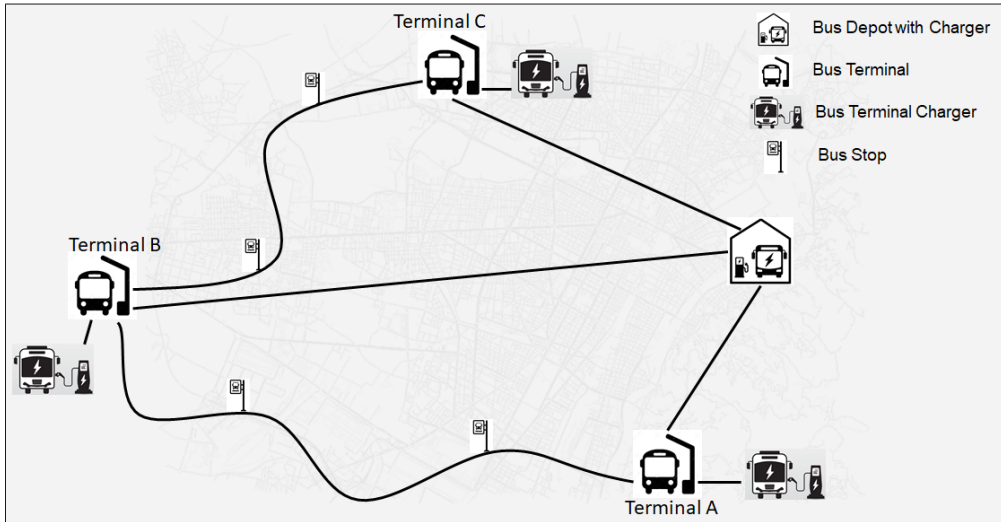 Terminal C
Bus Depot with Charger
Bus Terminal
Bus Terminal Charger
Bus Stop
Terminal B
Terminal A